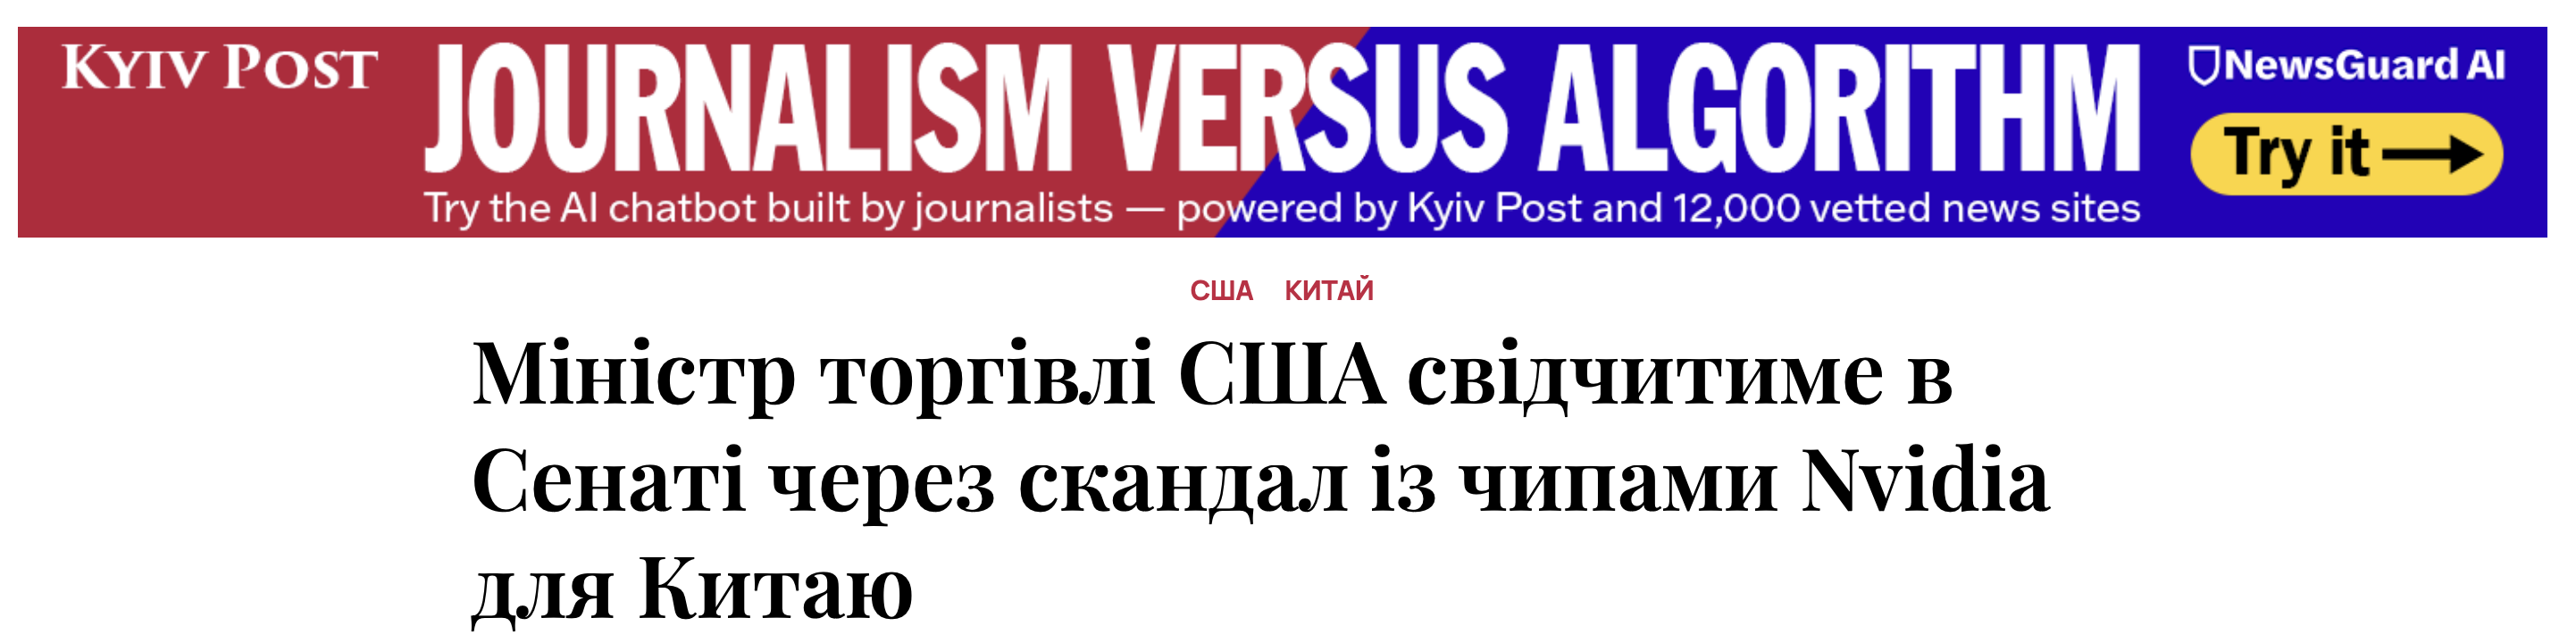 KYIV POST
JOURNALISM VERSUS ALGORITHM
Try the AI chatbot built by journalists — powered by Kyiv Post and 12,000 vetted news sites
NewsGuard AI
Try it
США КИТАЙ
Міністр торгівлі США свідчитиме в
Сенаті через скандал із чипами Nvidia
для Китаю